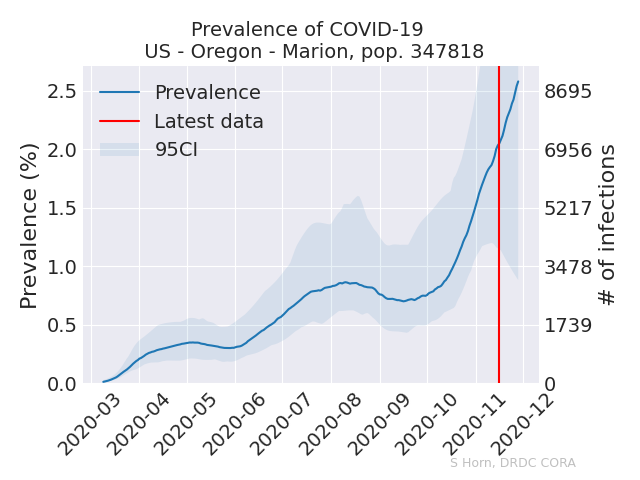 Prevalence of COVID-19
US - Oregon - Marion, pop. 347818
Prevalence
Latest data
95CI
Prevalence (%)
2.5
2.0
1.5
1.0
0.5
0.0
8695
6956
5217
3478
1739
0
# of infections
2020-03
2020-04
2020-05
2020-06
2020-07
2020-08
2020-09
2020-10
2020-11
2020-12
S Horn, DRDC CORA